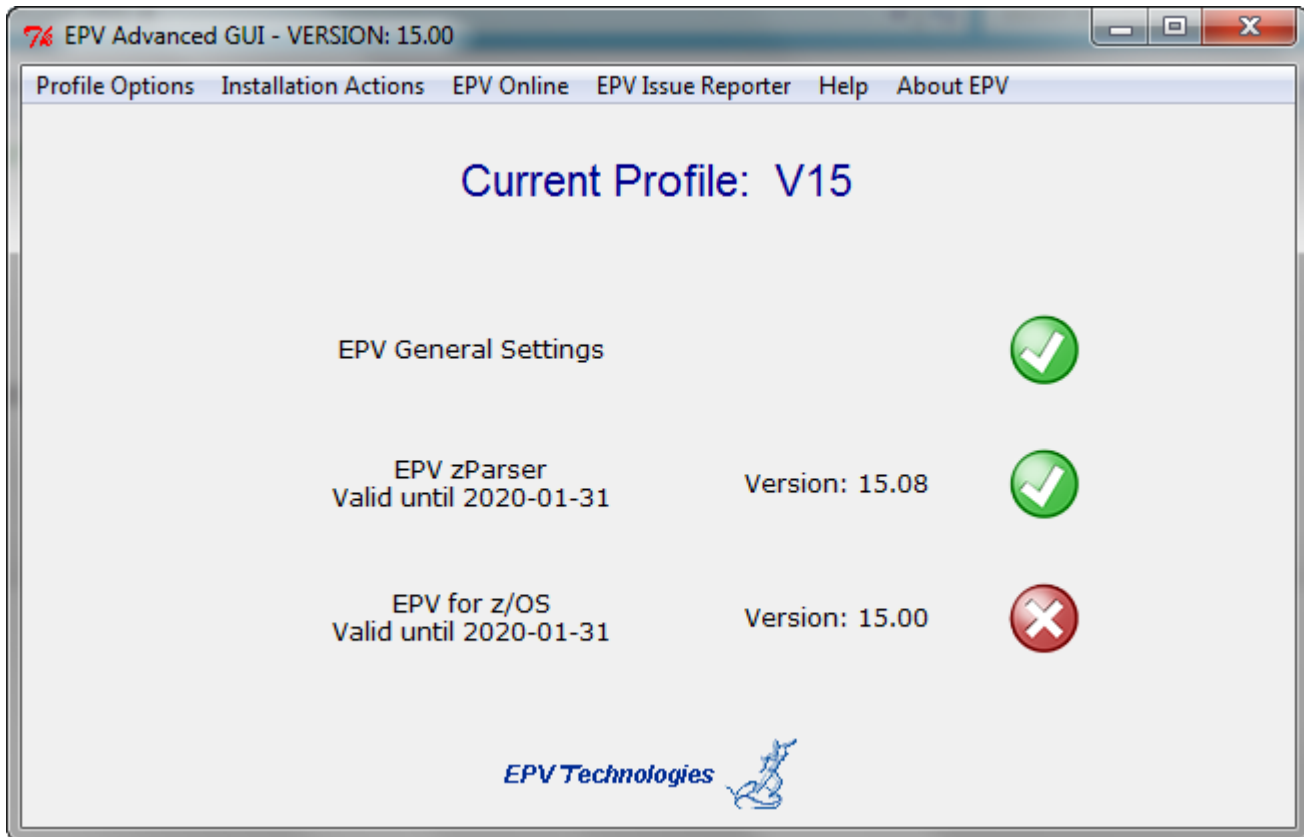 EPV Advanced GUI - VERSION: 15.00
Profile Options Installation Actions EPV Online EPV Issue Reporter Help About EPV
Current Profile: V15
EPV General Settings
EPV zParser
Valid until 2020-01-31
Version: 15.08
EPV for z/OS
Valid until 2020-01-31
Version: 15.00
EPV Technologies